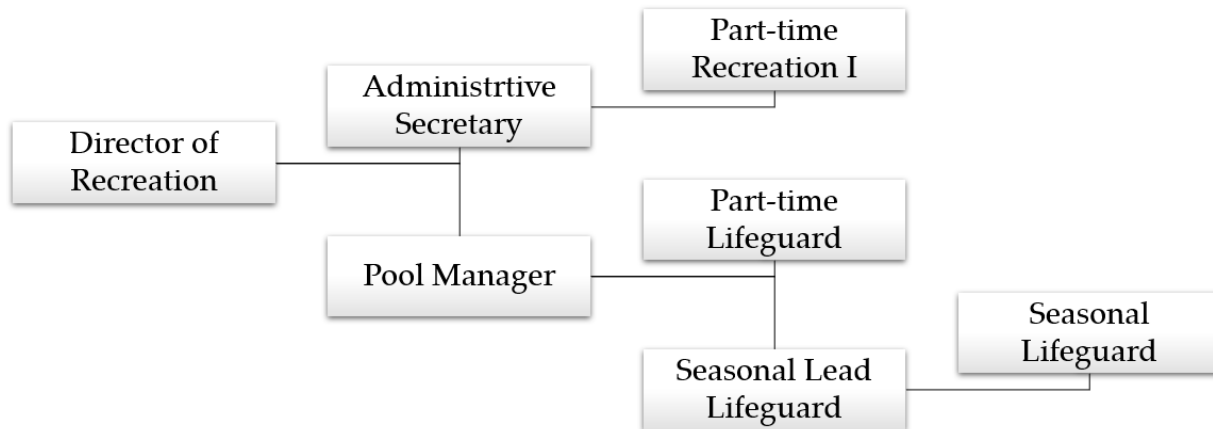 Part-time
Recreation I
Administrtive
Secretary
Director of
Recreation
Part-time
Lifeguard
Pool Manager
Seasonal
Lifeguard
Seasonal Lead
Lifeguard